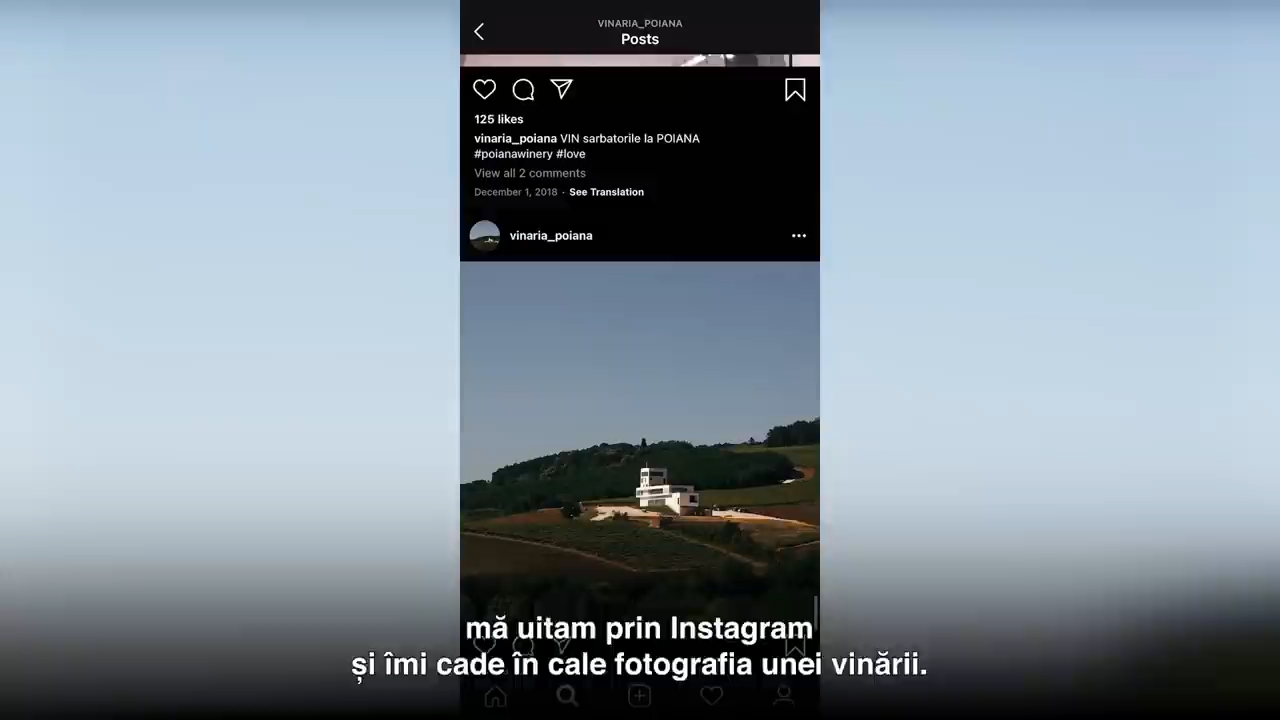 VINARIA_POIANA
Posts
125 likes
vinaria_poiana VIN sarbatorile la POIANA
#poianawinery #love
View all 2 comments
December 1, 2018 · See Translation
vinaria_poiana
mă uitam prin Instagram
și îmi cade în cale fotografia unei vinării.